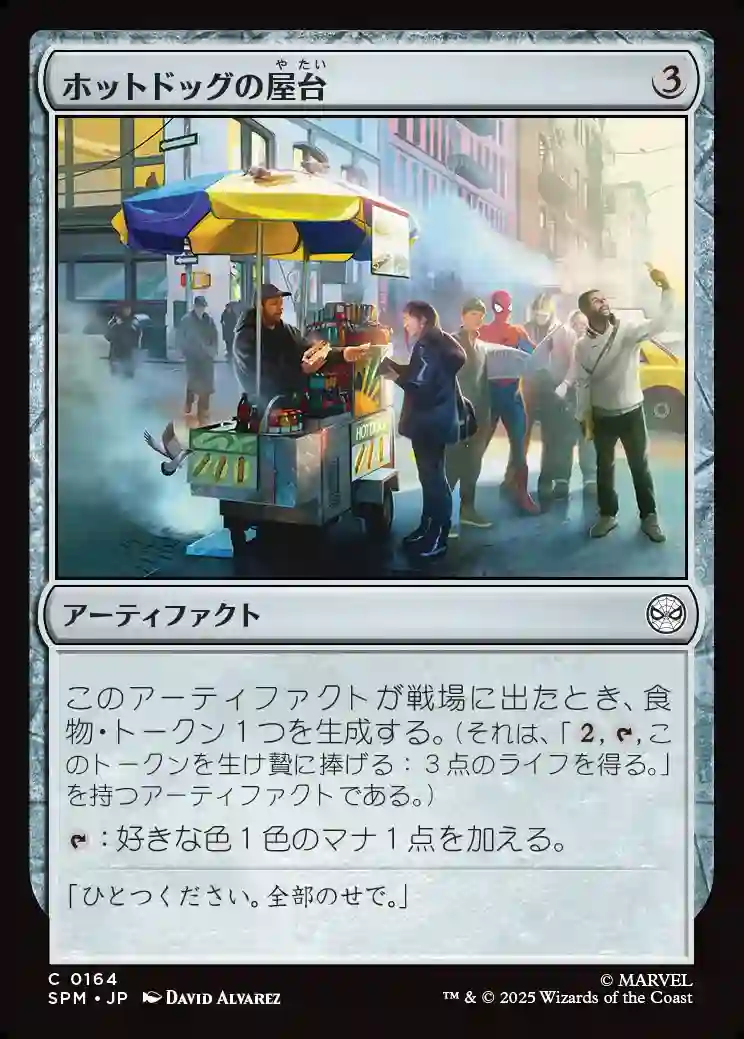 やたい
ホットドッグの屋台 3
HOT DOGS
アーティファクト
このアーティファクトが戦場に出たとき、食
物・トークン１つを生成する。（それは、「2, , こ
のトークンを生け贄に捧げる：３点のライフを得る。」
を持つアーティファクトである。）
：好きな色１色のマナ１点を加える。
「ひとつください。全部のせで。」
C 0164
SPM • JP DAVID ALVAREZ
© MARVEL
™ & © 2025 Wizards of the Coast